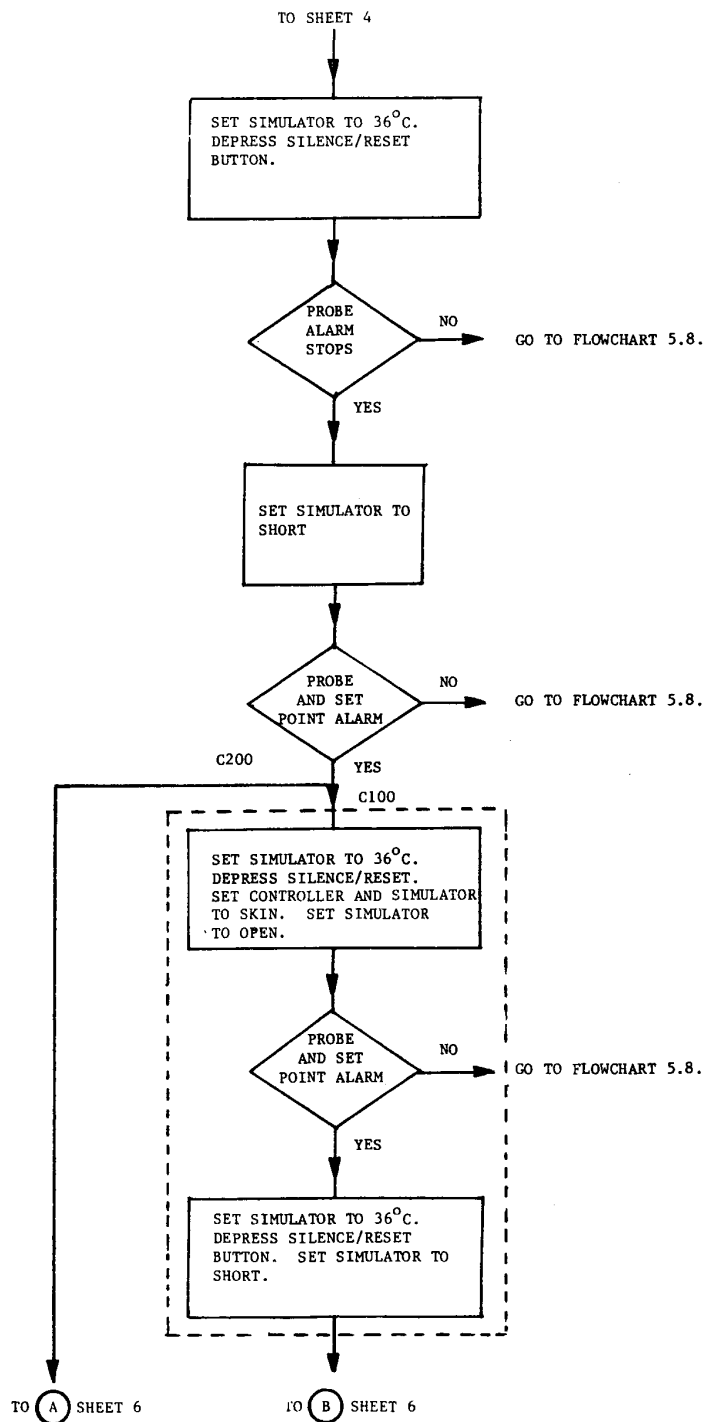 TO SHEET 4
SET SIMULATOR TO 36°C.
DEPRESS SILENCE/RESET
BUTTON.
PROBE
ALARM
STOPS
NO
GO TO FLOWCHART 5.8.
YES
SET SIMULATOR TO
SHORT
PROBE
AND SET
POINT ALARM
NO
GO TO FLOWCHART 5.8.
YES
C200
C100
SET SIMULATOR TO 36°C.
DEPRESS SILENCE/RESET.
SET CONTROLLER AND SIMULATOR
TO SKIN. SET SIMULATOR
TO OPEN.
PROBE
AND SET
POINT ALARM
NO
GO TO FLOWCHART 5.8.
YES
SET SIMULATOR TO 36°C.
DEPRESS SILENCE/RESET
BUTTON. SET SIMULATOR TO
SHORT.
TO A SHEET 6
TO B SHEET 6